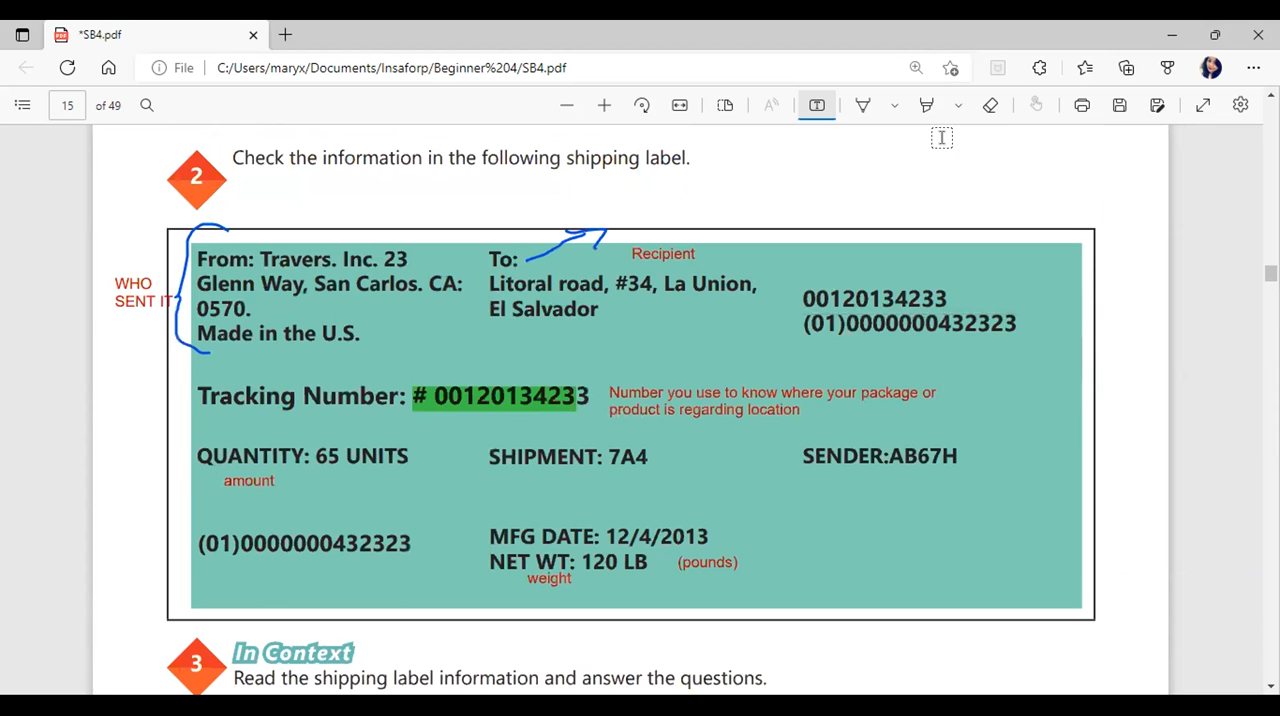 *SB4.pdf
File C:/Users/maryx/Documents/Insaforp/Beginner%204/SB4.pdf
15 of 49
2 Check the information in the following shipping label.
WHO
SENT IT
From: Travers. Inc. 23
Glenn Way, San Carlos. CA:
0570.
Made in the U.S.
To:
Recipient
Litoral road, #34, La Union,
El Salvador
00120134233
(01)0000000432323
Tracking Number: # 00120134233
Number you use to know where your package or
product is regarding location
QUANTITY: 65 UNITS
amount
SHIPMENT: 7A4
SENDER:AB67H
(01)0000000432323
MFG DATE: 12/4/2013
NET WT: 120 LB (pounds)
weight
3 In Context
Read the shipping label information and answer the questions.